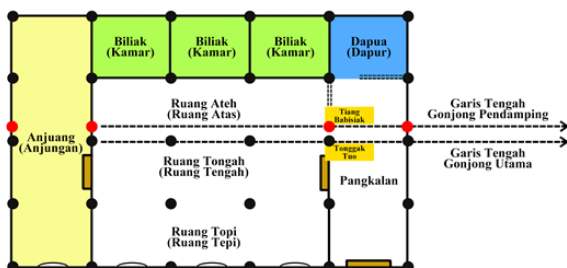 Biliak
(Kamar)
Biliak
(Kamar)
Biliak
(Kamar)
Dapua
(Dapur)
Ruang Ateh
(Ruang Atas)
Tiang
Babisiak
Garis Tengah
Gonjong Pendamping
Anjuang
(Anjungan)
Ruang Tongah
(Ruang Tengah)
Tonggak
Tuo
Garis Tengah
Gonjong Utama
Pangkalan
Ruang Topi
(Ruang Tepi)